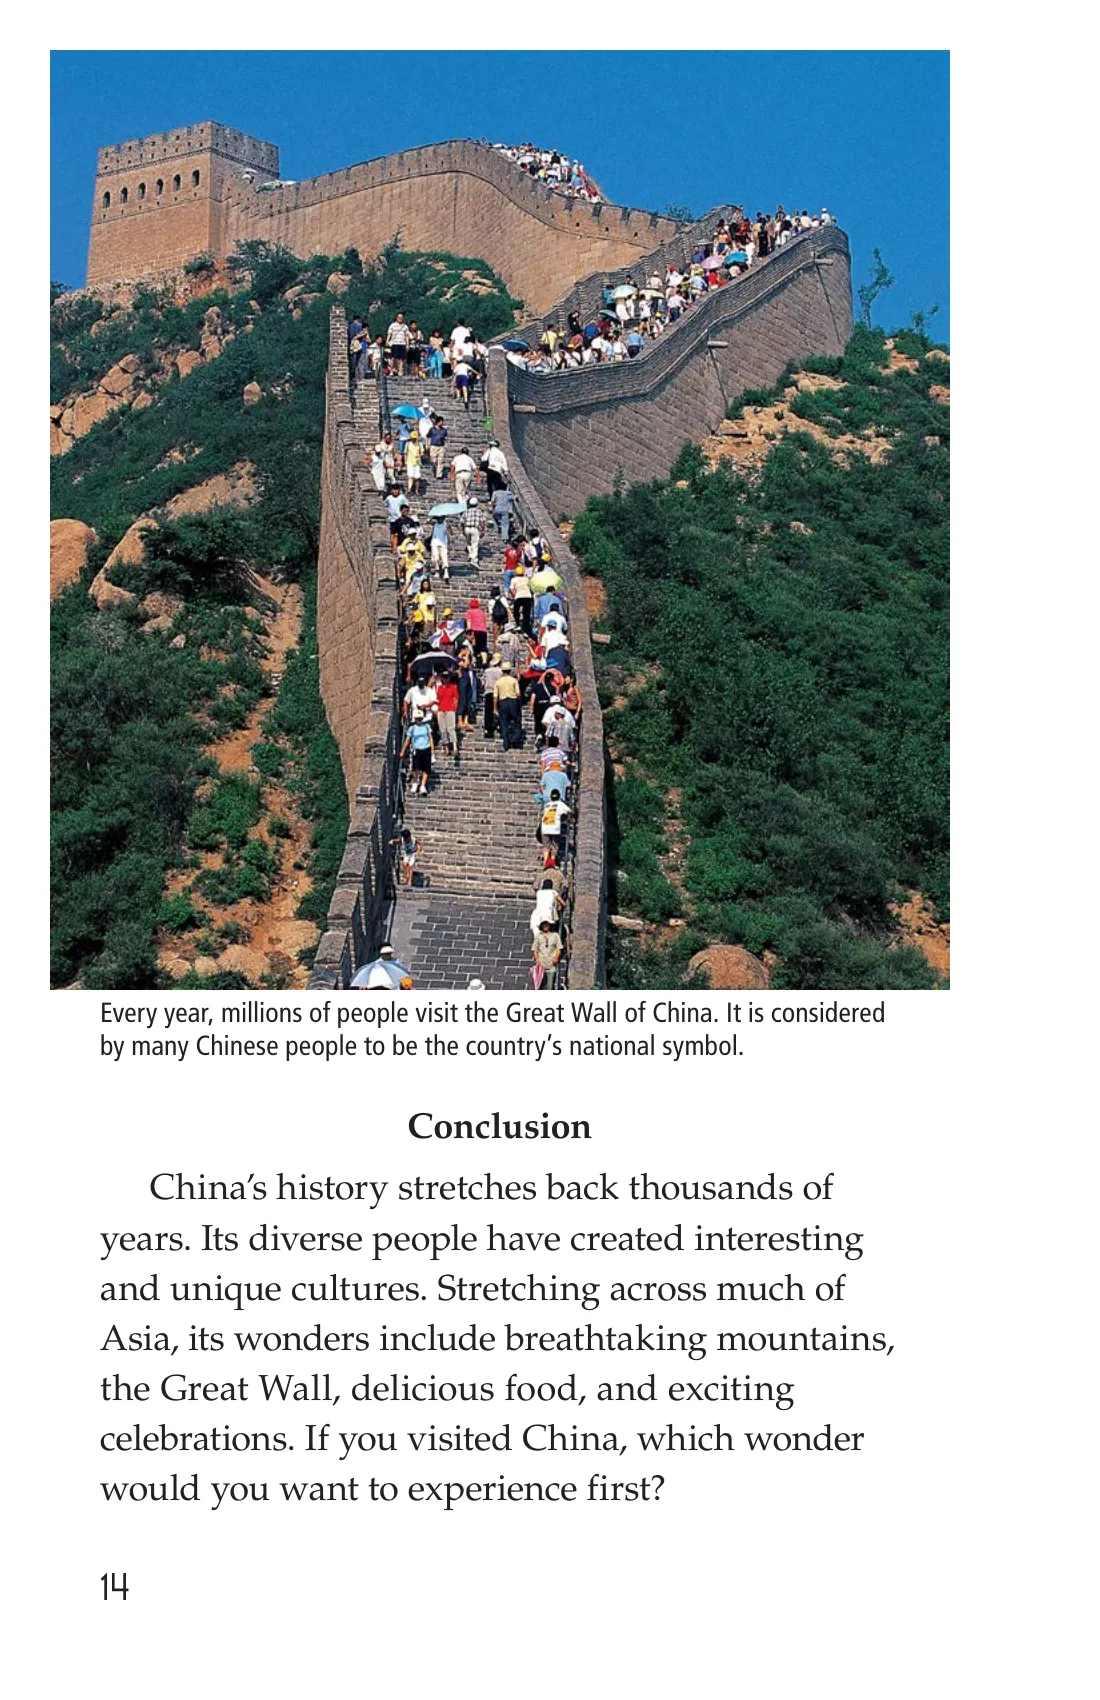 Every year, millions of people visit the Great Wall of China. It is considered
by many Chinese people to be the country’s national symbol.
Conclusion
China’s history stretches back thousands of
years. Its diverse people have created interesting
and unique cultures. Stretching across much of
Asia, its wonders include breathtaking mountains,
the Great Wall, delicious food, and exciting
celebrations. If you visited China, which wonder
would you want to experience first?
14